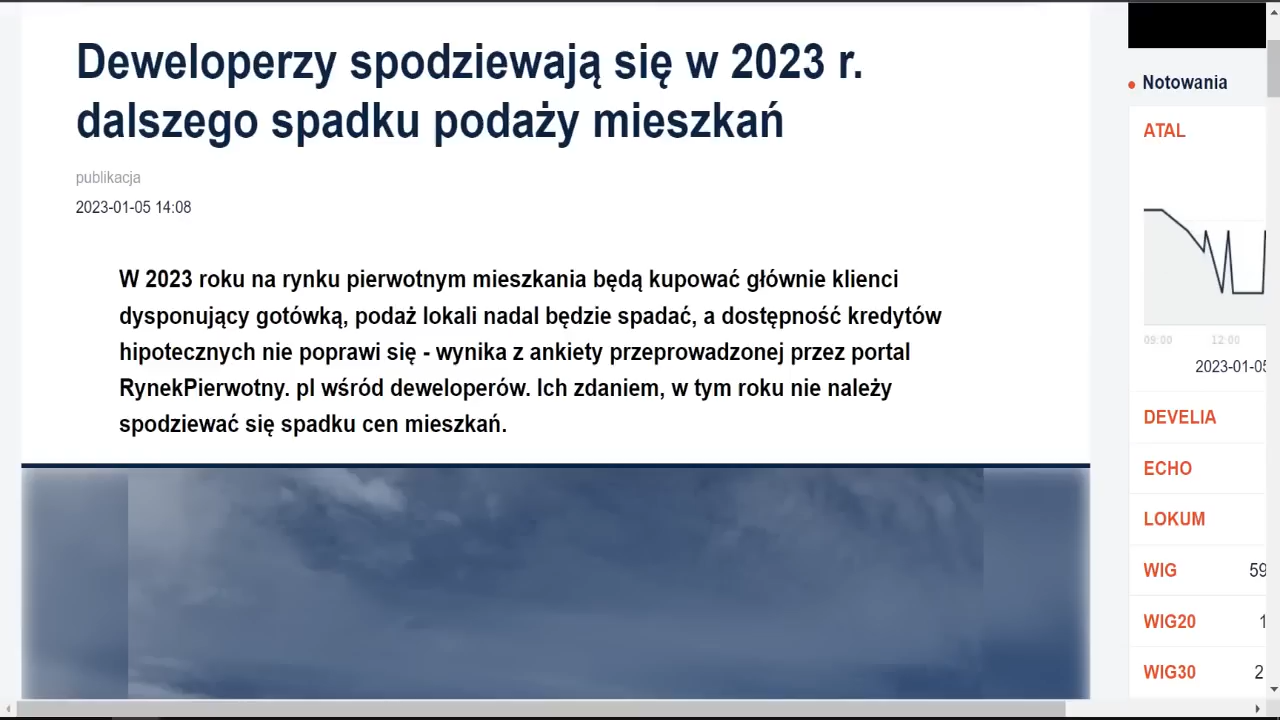 Deweloperzy spodziewają się w 2023 r.
dalszego spadku podaży mieszkań
publikacja
2023-01-05 14:08
W 2023 roku na rynku pierwotnym mieszkania będą kupować głównie klienci
dysponujący gotówką, podaż lokali nadal będzie spadać, a dostępność kredytów
hipotecznych nie poprawi się - wynika z ankiety przeprowadzonej przez portal
RynekPierwotny. pl wśród deweloperów. Ich zdaniem, w tym roku nie należy
spodziewać się spadku cen mieszkań.
Notowania
ATAL
09:00 12:00
2023-01-05
DEVELIA
ECHO
LOKUM
WIG 59
WIG20 1
WIG30 2